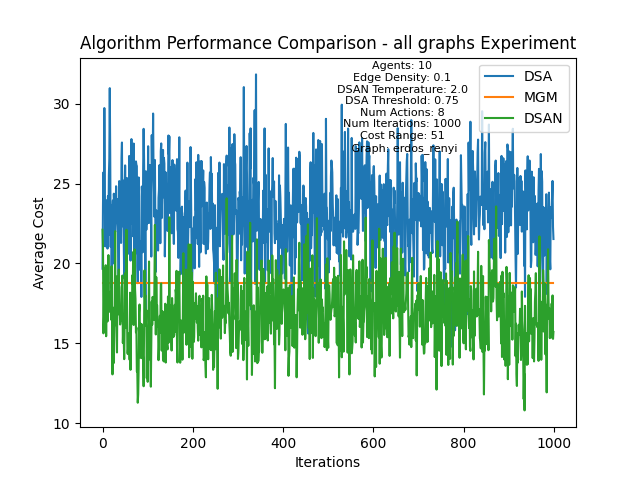 Algorithm Performance Comparison - all graphs Experiment
Agents: 10
Edge Density: 0.1
DSAN Temperature: 2.0
DSA Threshold: 0.75
Num Actions: 8
Num Iterations: 1000
Cost Range: 51
Graph: erdos_renyi
DSA
MGM
DSAN
Average Cost
30
25
20
15
10
0
200
400
600
800
1000
Iterations